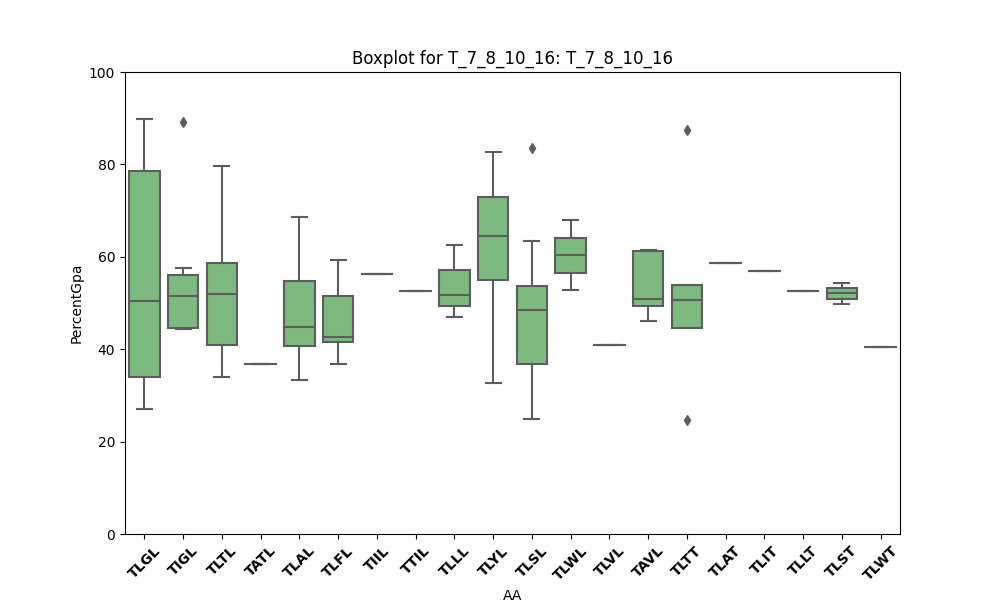 Boxplot for T_7_8_10_16: T_7_8_10_16
100
80
60
40
20
0
PercentGpa
TLGL TIGL TLTL TATL TLAL TLFL TIIL TTIL TLLL TLYL TLSL TLWL TLVL TAVL TLTT TLAT TLIT TLLT TLST TLWT
AA